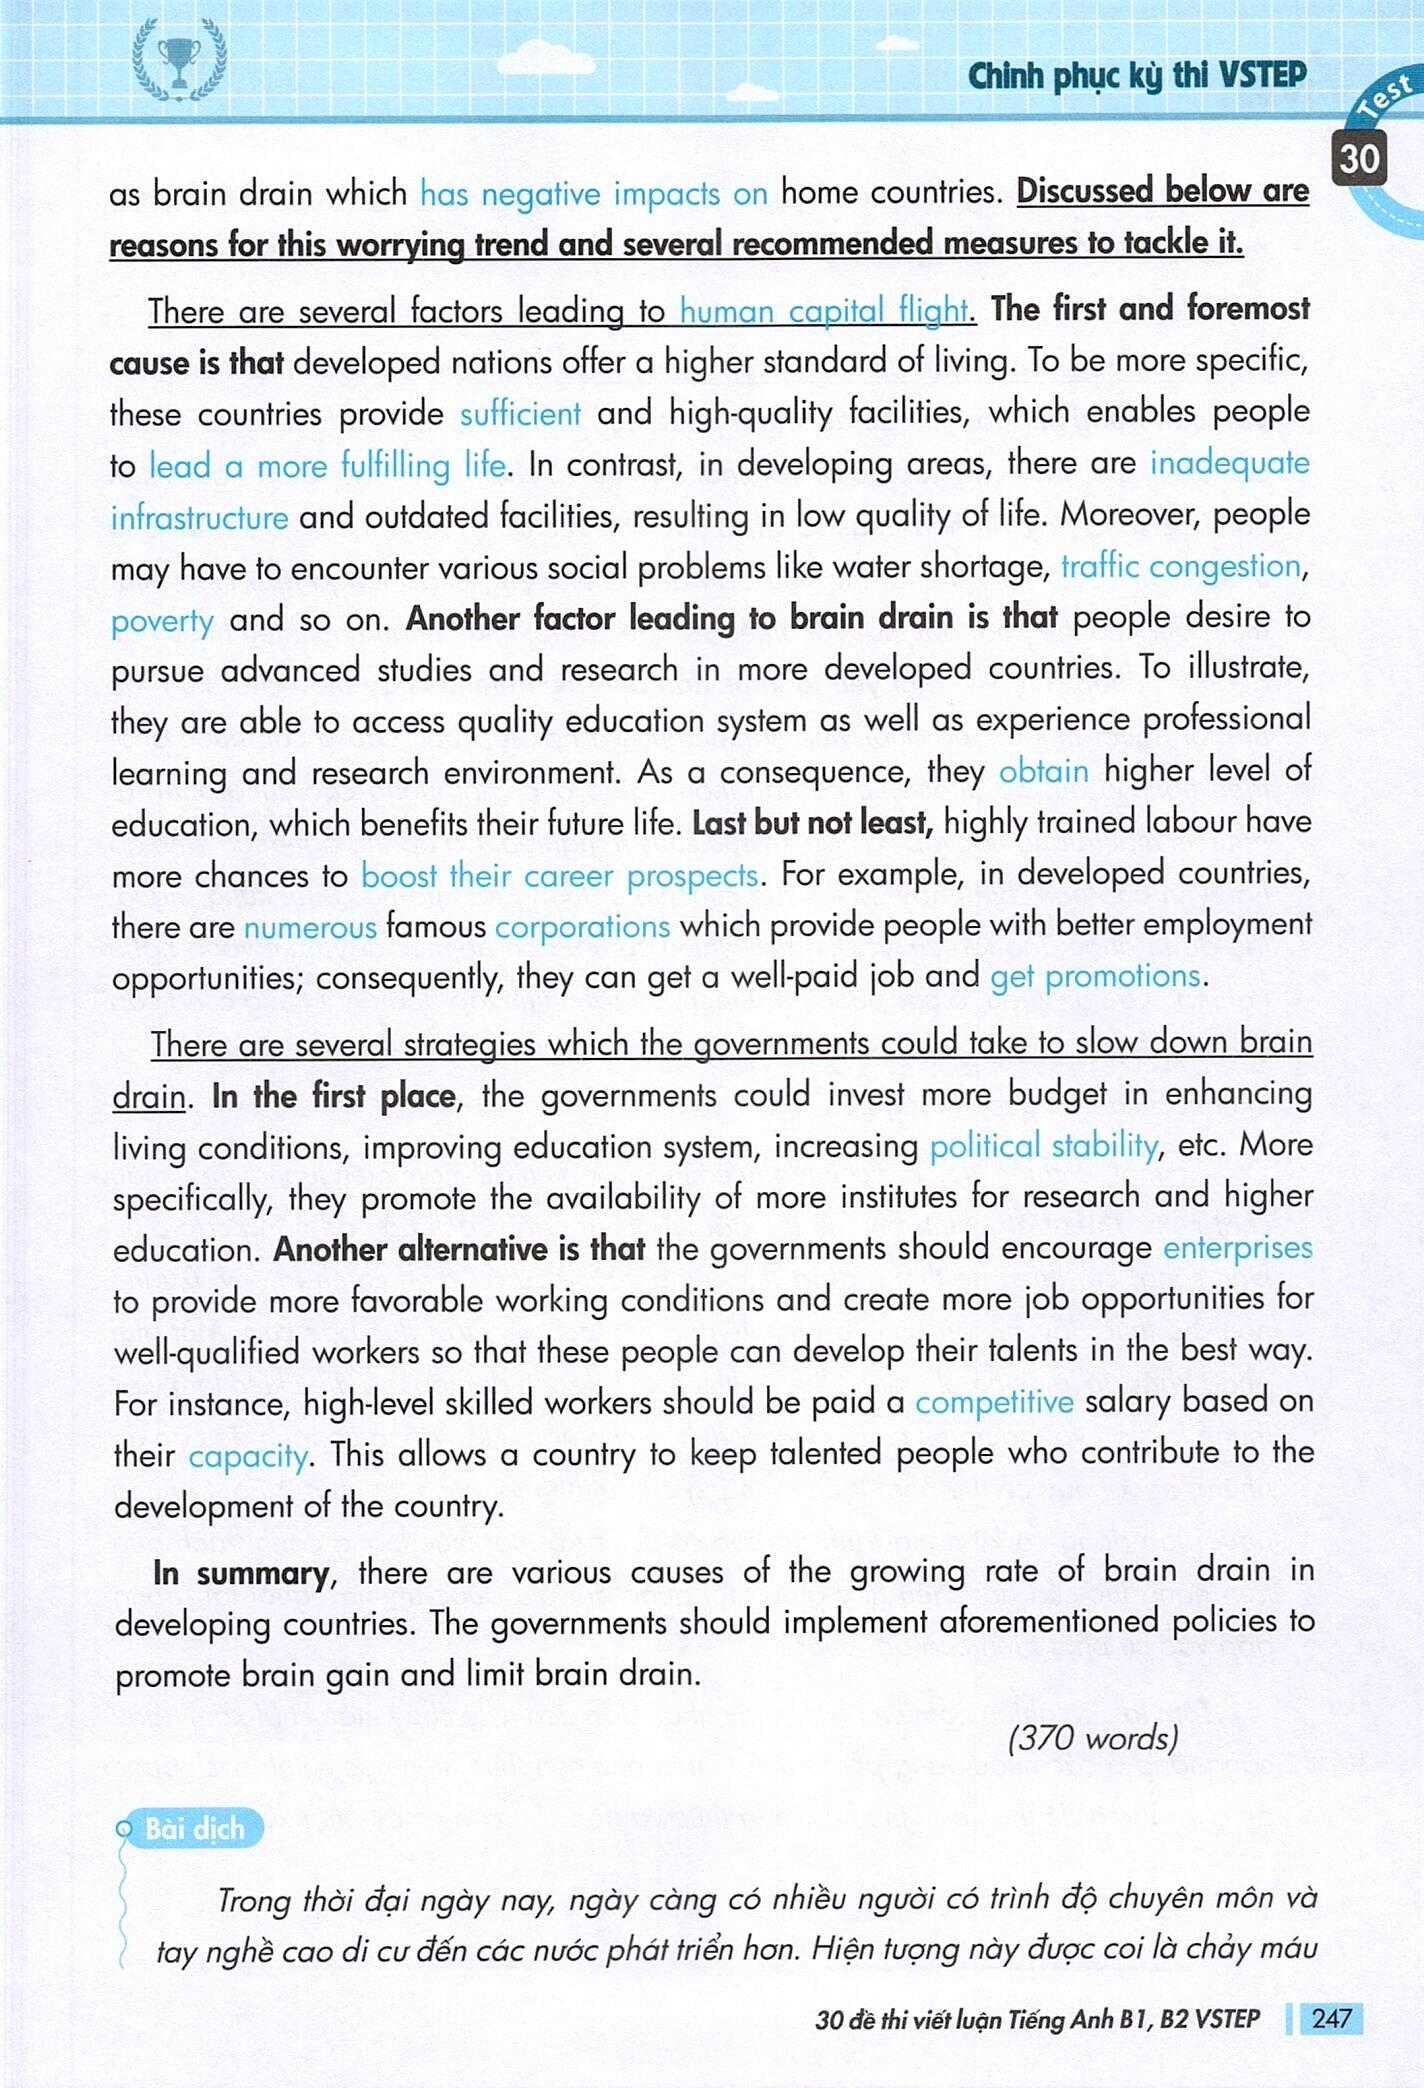 Chinh phục kỳ thi VSTEP
Test
30
as brain drain which has negative impacts on home countries. Discussed below are
reasons for this worrying trend and several recommended measures to tackle it.
There are several factors leading to human capital flight. The first and foremost
cause is that developed nations offer a higher standard of living. To be more specific,
these countries provide sufficient and high-quality facilities, which enables people
to lead a more fulfilling life. In contrast, in developing areas, there are inadequate
infrastructure and outdated facilities, resulting in low quality of life. Moreover, people
may have to encounter various social problems like water shortage, traffic congestion,
poverty and so on. Another factor leading to brain drain is that people desire to
pursue advanced studies and research in more developed countries. To illustrate,
they are able to access quality education system as well as experience professional
learning and research environment. As a consequence, they obtain higher level of
education, which benefits their future life. Last but not least, highly trained labour have
more chances to boost their career prospects. For example, in developed countries,
there are numerous famous corporations which provide people with better employment
opportunities; consequently, they can get a well-paid job and get promotions.
There are several strategies which the governments could take to slow down brain
drain. In the first place, the governments could invest more budget in enhancing
living conditions, improving education system, increasing political stability, etc. More
specifically, they promote the availability of more institutes for research and higher
education. Another alternative is that the governments should encourage enterprises
to provide more favorable working conditions and create more job opportunities for
well-qualified workers so that these people can develop their talents in the best way.
For instance, high-level skilled workers should be paid a competitive salary based on
their capacity. This allows a country to keep talented people who contribute to the
development of the country.
In summary, there are various causes of the growing rate of brain drain in
developing countries. The governments should implement aforementioned policies to
promote brain gain and limit brain drain.
(370 words)
Bài dịch
Trong thời đại ngày nay, ngày càng có nhiều người có trình độ chuyên môn và
tay nghề cao di cư đến các nước phát triển hơn. Hiện tượng này được coi là chảy máu
30 đề thi viết luận Tiếng Anh B1, B2 VSTEP 247